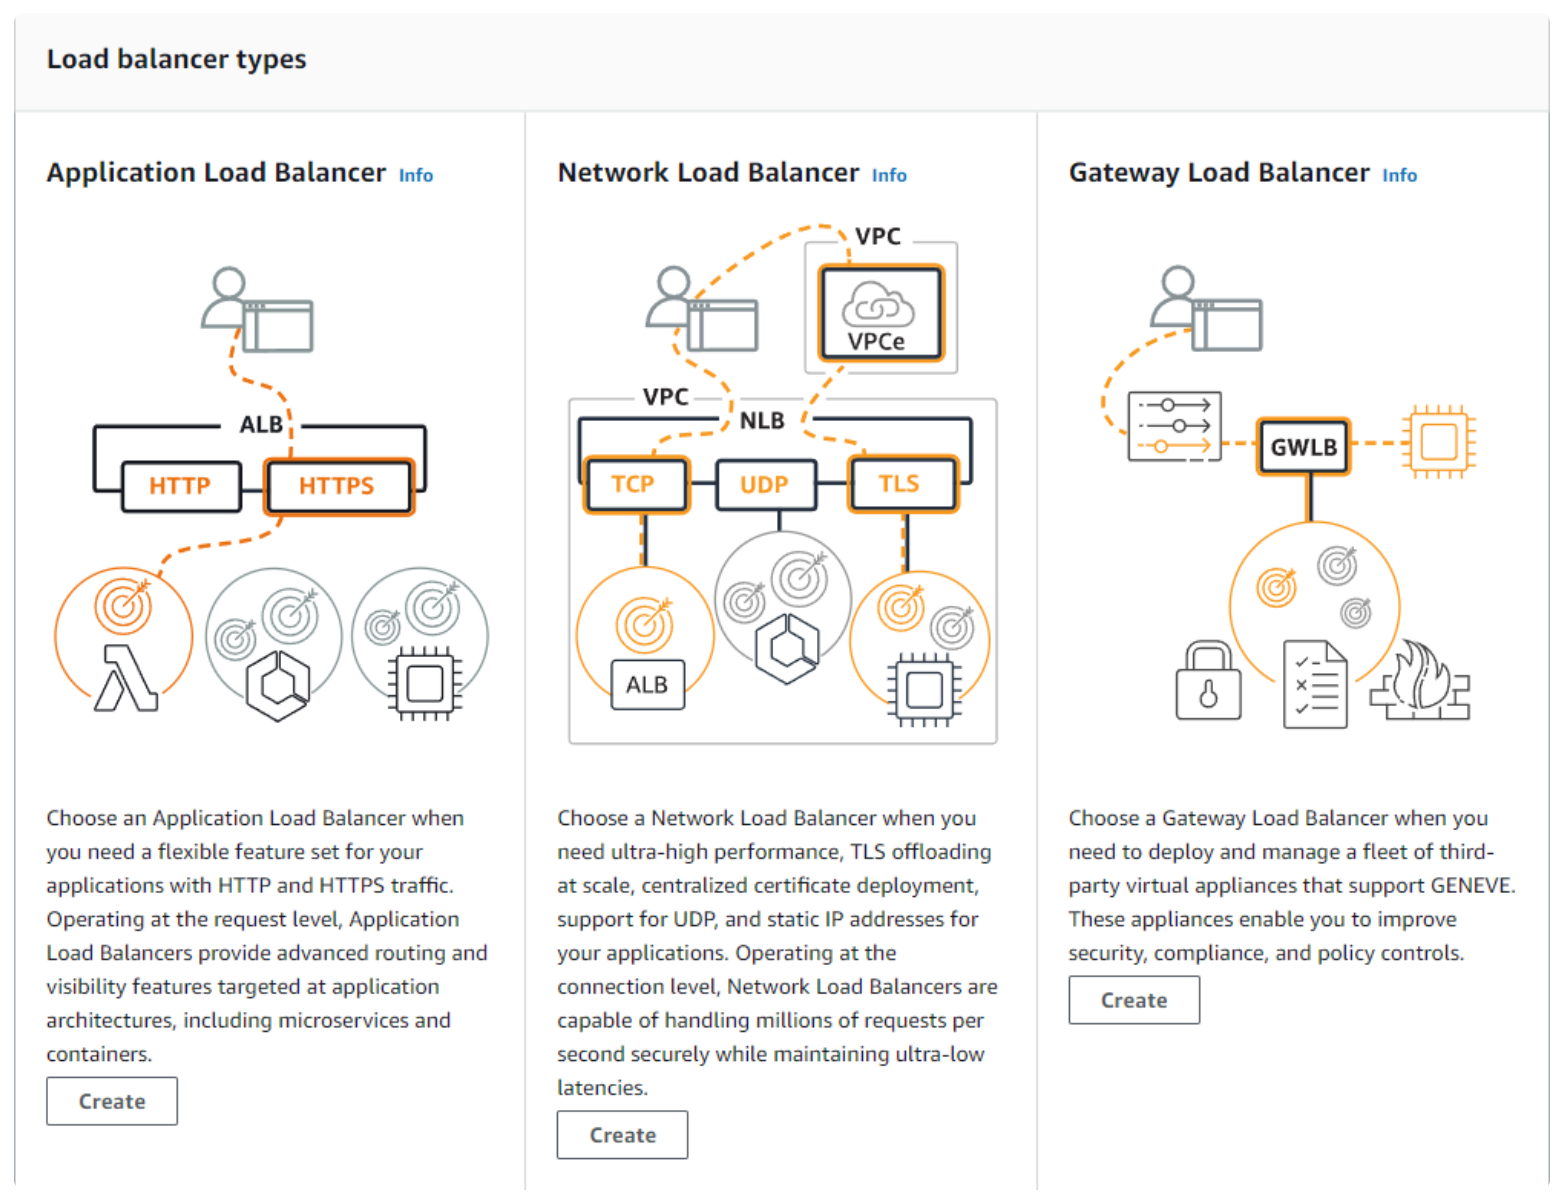 Load balancer types
Application Load Balancer Info
ALB
HTTP
HTTPS
Choose an Application Load Balancer when
you need a flexible feature set for your
applications with HTTP and HTTPS traffic.
Operating at the request level, Application
Load Balancers provide advanced routing and
visibility features targeted at application
architectures, including microservices and
containers.
Create
Network Load Balancer Info
VPC
VPCe
VPC
NLB
TCP
UDP
TLS
ALB
Choose a Network Load Balancer when you
need ultra-high performance, TLS offloading
at scale, centralized certificate deployment,
support for UDP, and static IP addresses for
your applications. Operating at the
connection level, Network Load Balancers are
capable of handling millions of requests per
second securely while maintaining ultra-low
latencies.
Create
Gateway Load Balancer Info
GWLB
Choose a Gateway Load Balancer when you
need to deploy and manage a fleet of third-
party virtual appliances that support GENEVE.
These appliances enable you to improve
security, compliance, and policy controls.
Create